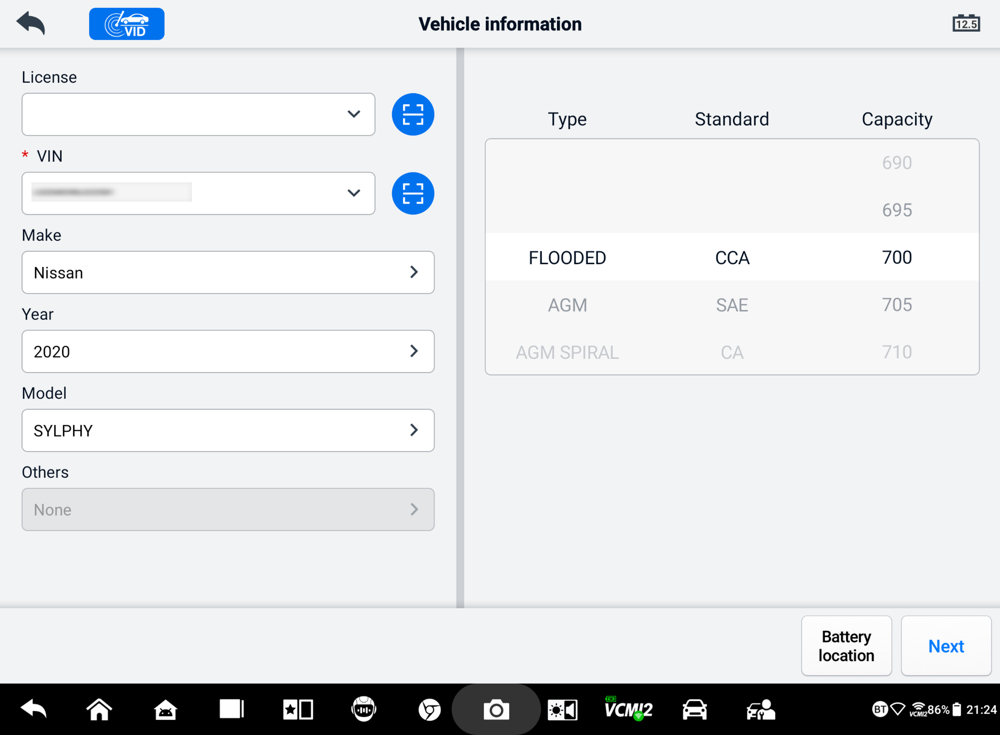 VID
Vehicle information
12.5
License
* VIN
Make
Nissan
Year
2020
Model
SYLPHY
Others
None
Type Standard Capacity
690
695
FLOODED CCA 700
AGM SAE 705
AGM SPIRAL CA 710
Battery
location
Next
VCMI2
BT VCMI2 86% 21:24